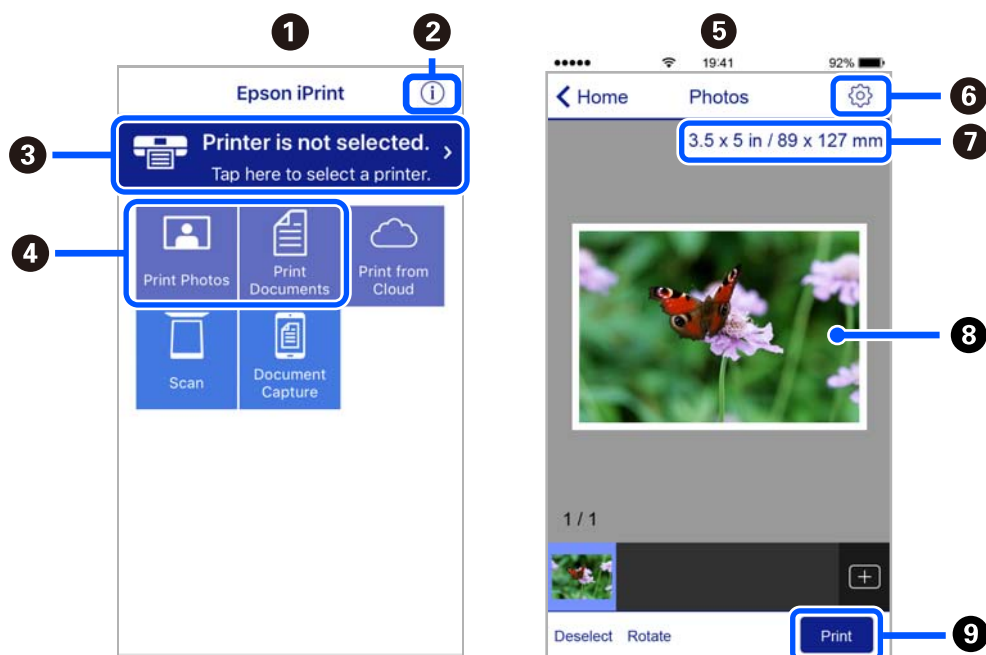 1
2
Epson iPrint
i
3
Printer is not selected.
Tap here to select a printer.
4
Print Photos
Print
Documents
Print from
Cloud
Scan
Document
Capture
5
19:41
92%
Home
Photos
6
3.5 x 5 in / 89 x 127 mm
7
8
1 / 1
Deselect
Rotate
Print
9